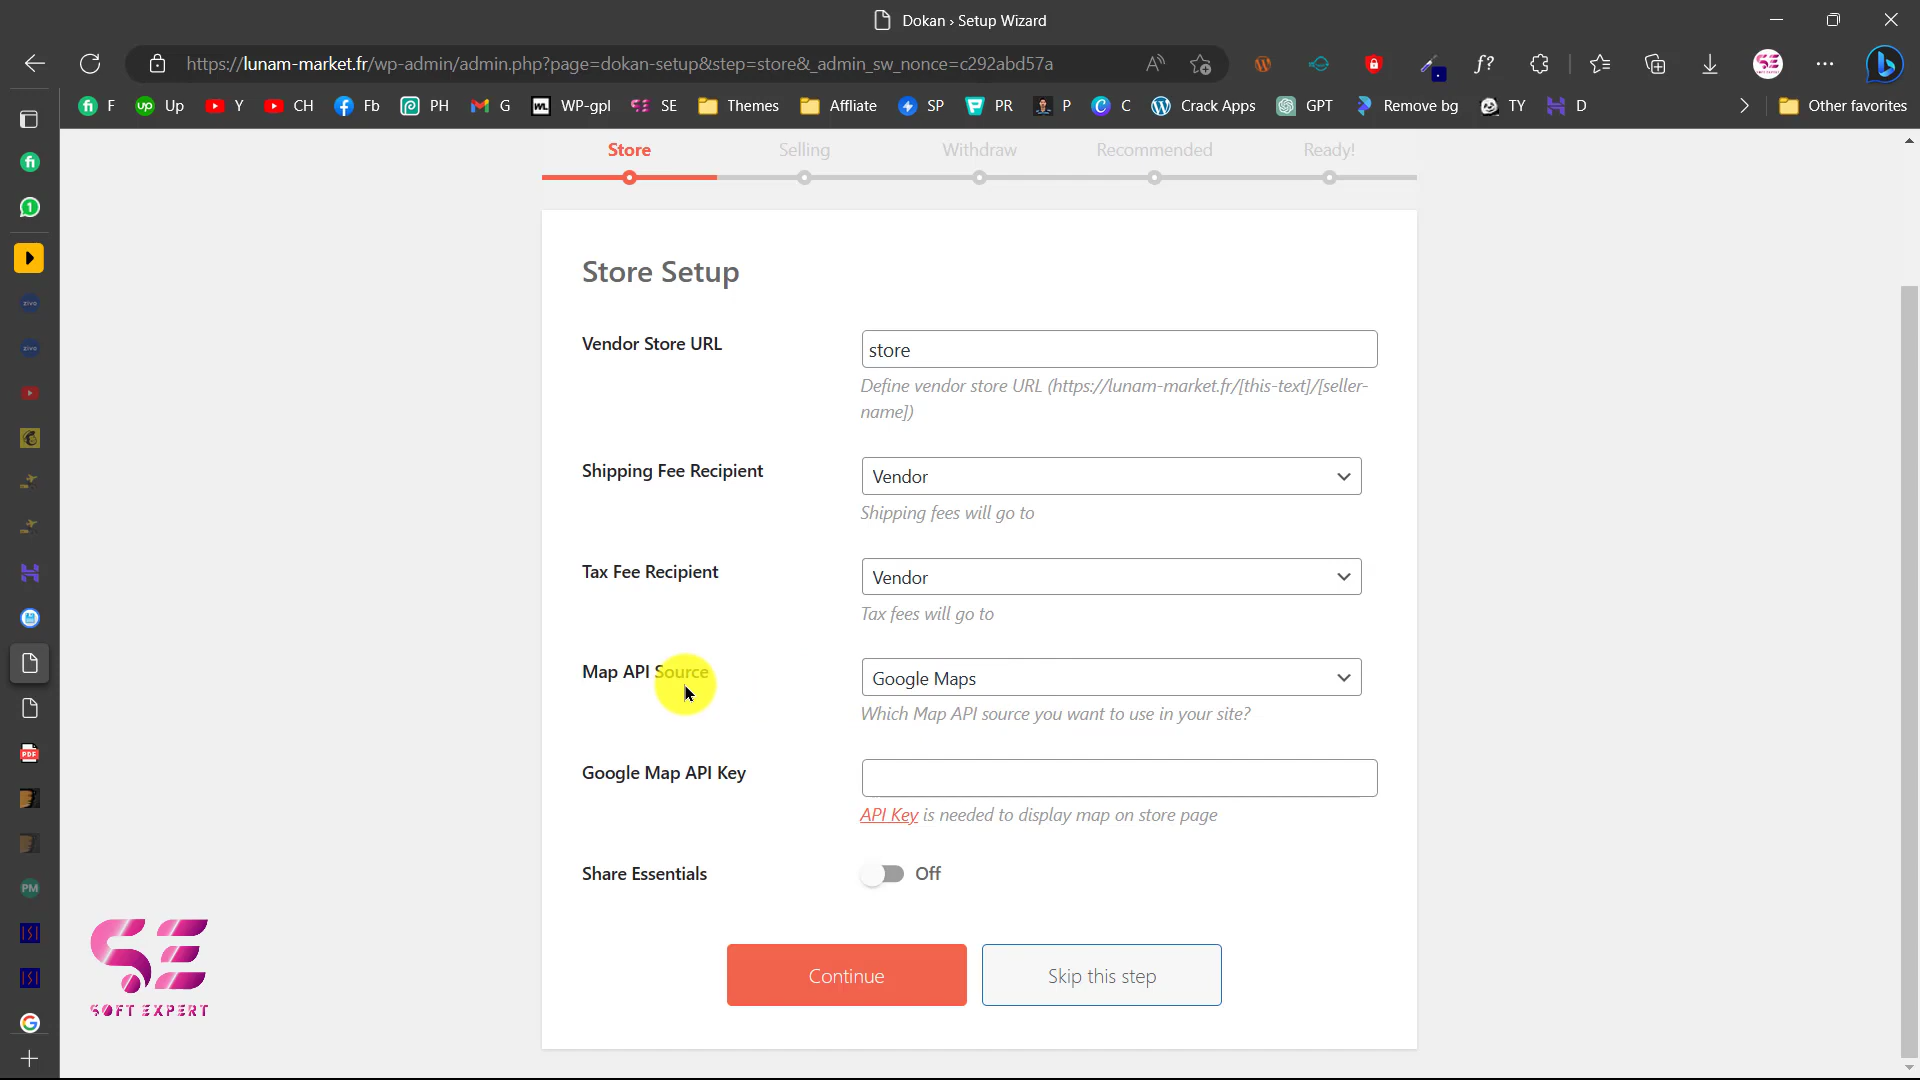 Dokan › Setup Wizard
https://lunam-market.fr/wp-admin/admin.php?page=dokan-setup&step=store&_admin_sw_nonce=c292abd57a
F Up Y CH Fb PH G WP-gpl SE Themes Affliate SP PR P C Crack Apps GPT Remove bg TY D Other favorites
Store Selling Withdraw Recommended Ready!
Store Setup
Vendor Store URL
store
Define vendor store URL (https://lunam-market.fr/[this-text]/[seller-
name])
Shipping Fee Recipient
Vendor
Shipping fees will go to
Tax Fee Recipient
Vendor
Tax fees will go to
Map API Source
Google Maps
Which Map API source you want to use in your site?
Google Map API Key
API Key is needed to display map on store page
Share Essentials
Off
Continue
Skip this step
SE
SOFT EXPERT